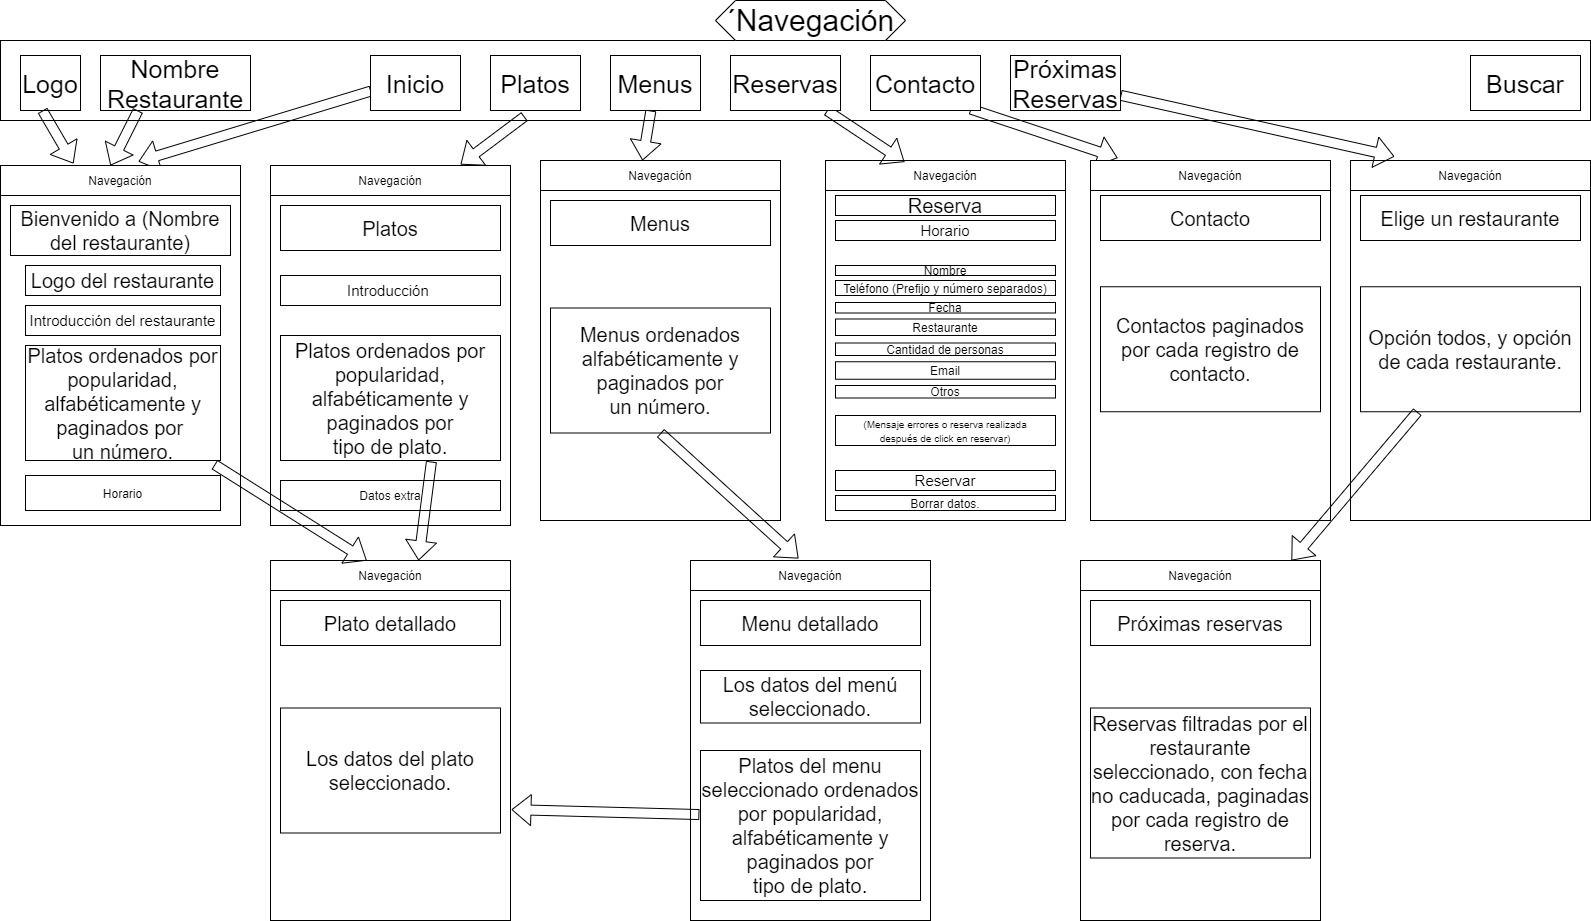 ´Navegación
Logo
Nombre
Restaurante
Inicio
Platos
Menus
Reservas
Contacto
Próximas
Reservas
Buscar
Navegación
Bienvenido a (Nombre
del restaurante)
Logo del restaurante
Introducción del restaurante
Platos ordenados por
popularidad,
alfabéticamente y
paginados por
un número.
Horario
Navegación
Platos
Introducción
Platos ordenados por
popularidad,
alfabéticamente y
paginados por
tipo de plato.
Datos extra
Navegación
Menus
Menus ordenados
alfabéticamente y
paginados por
un número.
Navegación
Reserva
Horario
Nombre
Teléfono (Prefijo y número separados)
Fecha
Restaurante
Cantidad de personas
Email
Otros
(Mensaje errores o reserva realizada
después de click en reservar)
Reservar
Borrar datos.
Navegación
Contacto
Contactos paginados
por cada registro de
contacto.
Navegación
Elige un restaurante
Opción todos, y opción
de cada restaurante.
Navegación
Plato detallado
Los datos del plato
seleccionado.
Navegación
Menu detallado
Los datos del menú
seleccionado.
Platos del menu
seleccionado ordenados
por popularidad,
alfabéticamente y
paginados por
tipo de plato.
Navegación
Próximas reservas
Reservas filtradas por el
restaurante
seleccionado, con fecha
no caducada, paginadas
por cada registro de
reserva.